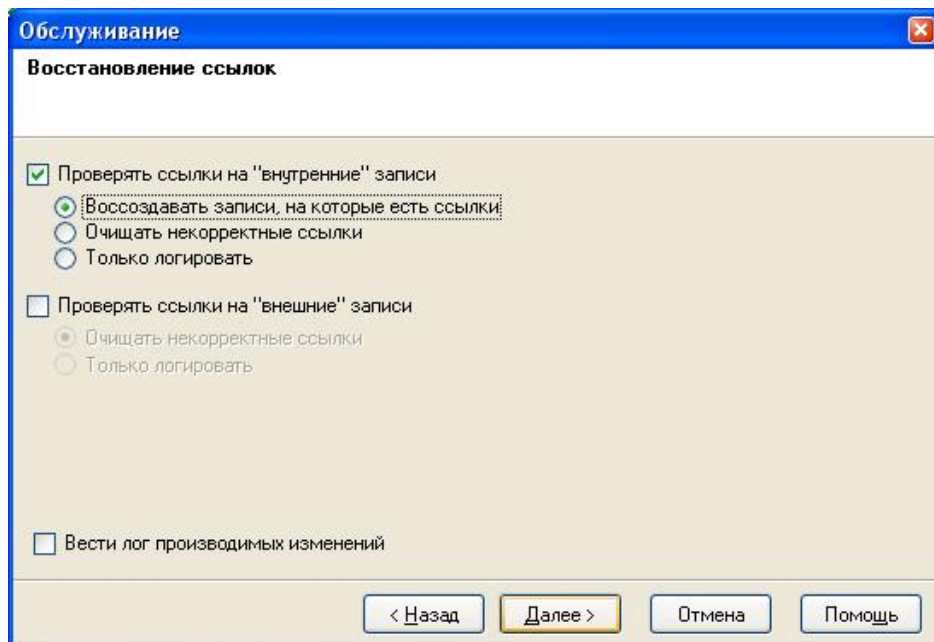 Обслуживание
Восстановление ссылок
Проверять ссылки на "внутренние" записи
Воссоздавать записи, на которые есть ссылки
Очищать некорректные ссылки
Только логировать
Проверять ссылки на "внешние" записи
Очищать некорректные ссылки
Только логировать
Вести лог производимых изменений
< Назад Далее > Отмена Помощь